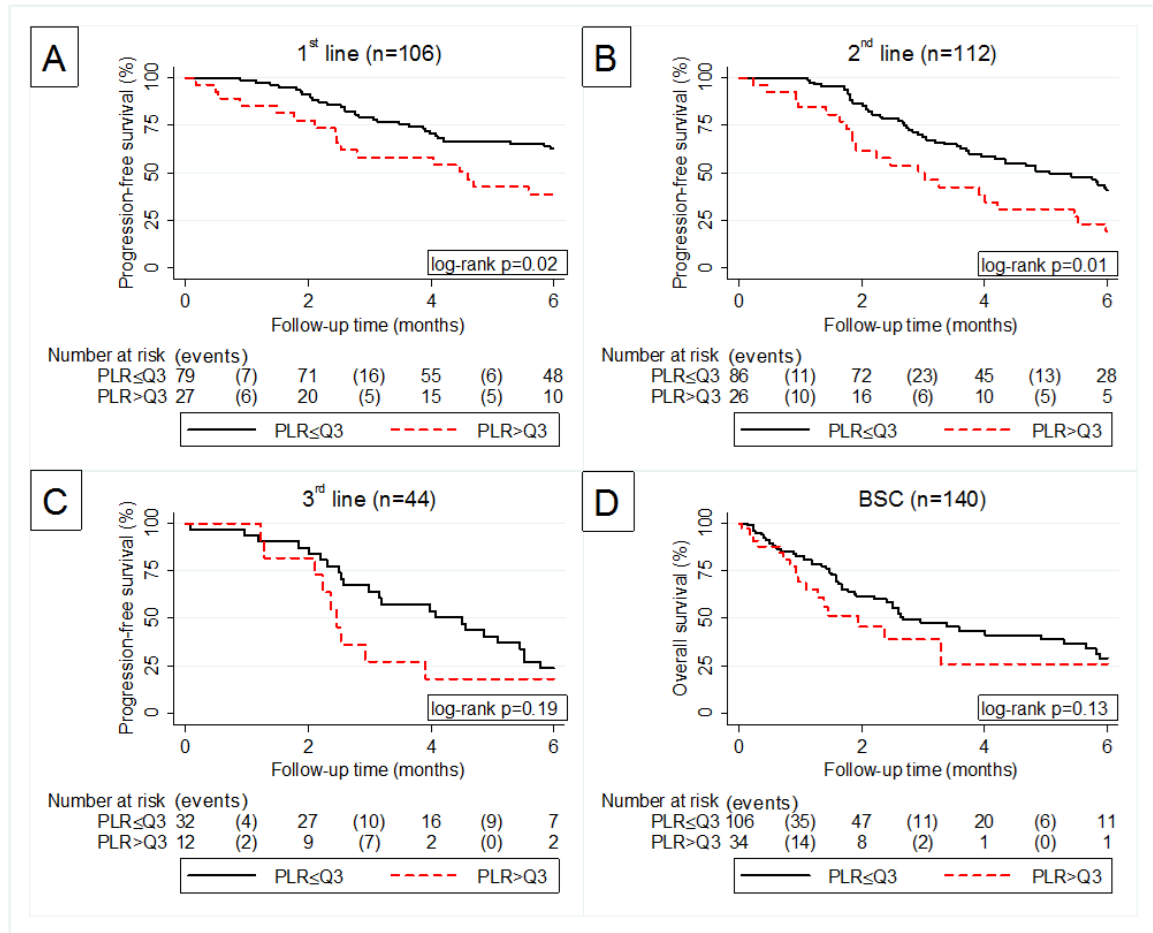 A
1st line (n=106)
Progression-free survival (%)
100
75
50
25
0
log-rank p=0.02
0 2 4 6
Follow-up time (months)
Number at risk (events)
PLR≤Q3 79 (7) 71 (16) 55 (6) 48
PLR>Q3 27 (6) 20 (5) 15 (5) 10
PLR≤Q3 PLR>Q3
B
2nd line (n=112)
Progression-free survival (%)
100
75
50
25
0
log-rank p=0.01
0 2 4 6
Follow-up time (months)
Number at risk (events)
PLR≤Q3 86 (11) 72 (23) 45 (13) 28
PLR>Q3 26 (10) 16 (6) 10 (5) 5
PLR≤Q3 PLR>Q3
C
3rd line (n=44)
Progression-free survival (%)
100
75
50
25
0
log-rank p=0.19
0 2 4 6
Follow-up time (months)
Number at risk (events)
PLR≤Q3 32 (4) 27 (10) 16 (9) 7
PLR>Q3 12 (2) 9 (7) 2 (0) 2
PLR≤Q3 PLR>Q3
D
BSC (n=140)
Overall survival (%)
100
75
50
25
0
log-rank p=0.13
0 2 4 6
Follow-up time (months)
Number at risk (events)
PLR≤Q3 106 (35) 47 (11) 20 (6) 11
PLR>Q3 34 (14) 8 (2) 1 (0) 1
PLR≤Q3 PLR>Q3